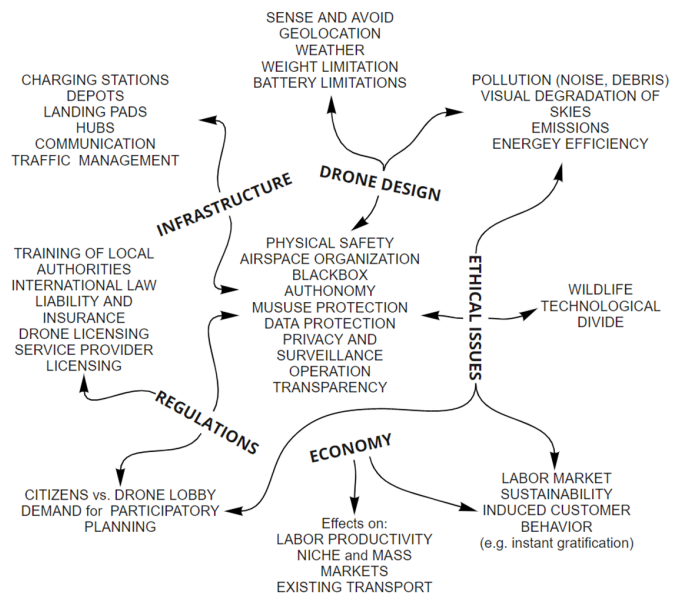 SENSE AND AVOID
GEOLOCATION
WEATHER
WEIGHT LIMITATION
BATTERY LIMITATIONS
CHARGING STATIONS
DEPOTS
LANDING PADS
HUBS
COMMUNICATION
TRAFFIC MANAGEMENT
POLLUTION (NOISE, DEBRIS)
VISUAL DEGRADATION OF
SKIES
EMISSIONS
ENERGEY EFFICIENCY
INFRASTRUCTURE
DRONE DESIGN
TRAINING OF LOCAL
AUTHORITIES
INTERNATIONAL LAW
LIABILITY AND
INSURANCE
DRONE LICENSING
SERVICE PROVIDER
LICENSING
PHYSICAL SAFETY
AIRSPACE ORGANIZATION
BLACKBOX
AUTHONOMY
MUSUSE PROTECTION
DATA PROTECTION
PRIVACY AND
SURVEILLANCE
OPERATION
TRANSPARENCY
ETHICAL ISSUES
WILDLIFE
TECHNOLOGICAL
DIVIDE
REGULATIONS
ECONOMY
CITIZENS vs. DRONE LOBBY
DEMAND for PARTICIPATORY
PLANNING
Effects on:
LABOR PRODUCTIVITY
NICHE and MASS
MARKETS
EXISTING TRANSPORT
LABOR MARKET
SUSTAINABILITY
INDUCED CUSTOMER
BEHAVIOR
(e.g. instant gratification)